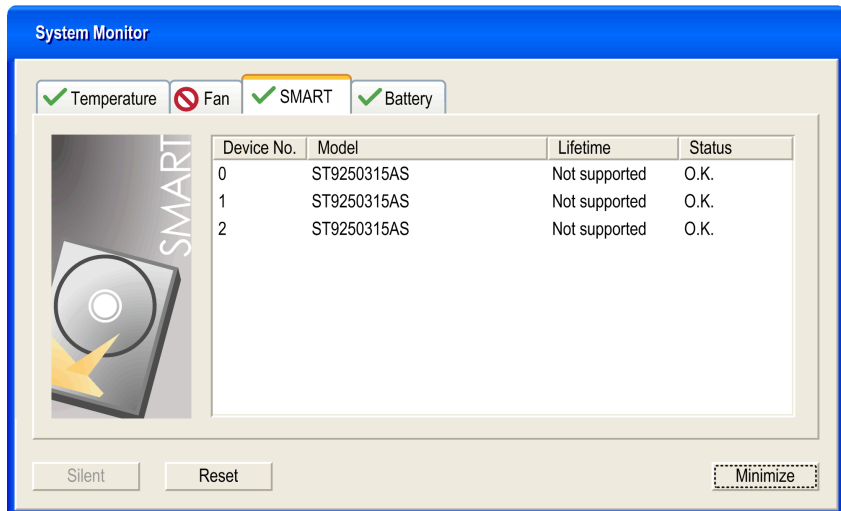 System Monitor
Temperature Fan SMART Battery
SMART
Device No. Model Lifetime Status
0 ST9250315AS Not supported O.K.
1 ST9250315AS Not supported O.K.
2 ST9250315AS Not supported O.K.
Silent Reset Minimize